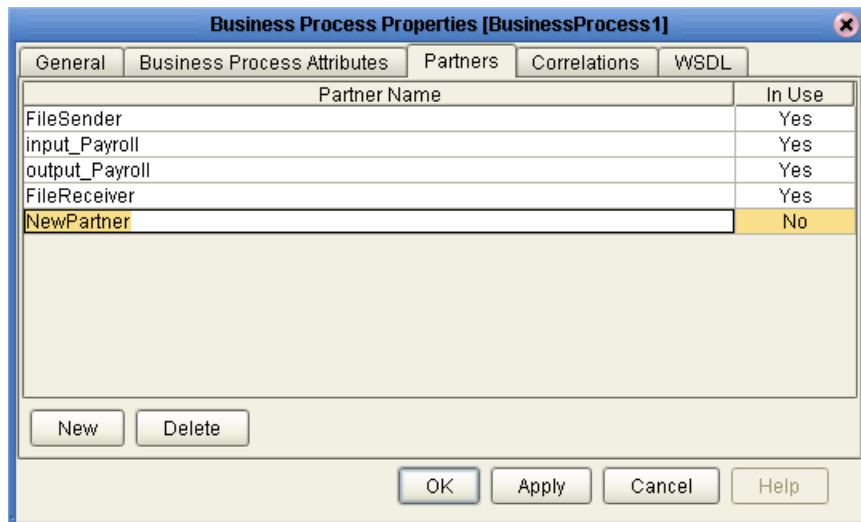 Business Process Properties [BusinessProcess1]
General Business Process Attributes Partners Correlations WSDL
Partner Name In Use
FileSender Yes
input_Payroll Yes
output_Payroll Yes
FileReceiver Yes
NewPartner No
New Delete
OK Apply Cancel Help